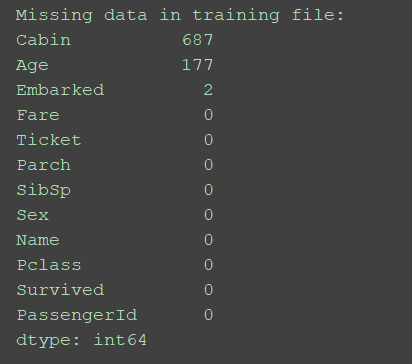 Missing data in training file:
Cabin          687
Age            177
Embarked         2
Fare             0
Ticket           0
Parch            0
SibSp            0
Sex              0
Name             0
Pclass           0
Survived         0
PassengerId      0
dtype: int64